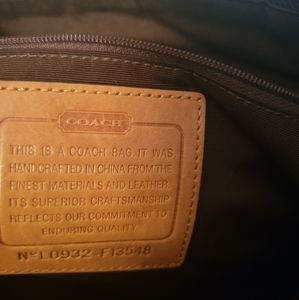 COACH
THIS IS A COACH BAG. IT WAS
HANDCRAFTED IN CHINA FROM THE
FINEST MATERIALS AND LEATHER.
ITS SUPERIOR CRAFTSMANSHIP
REFLECTS OUR COMMITMENT TO
ENDURING QUALITY.
Nº L0932-F13548